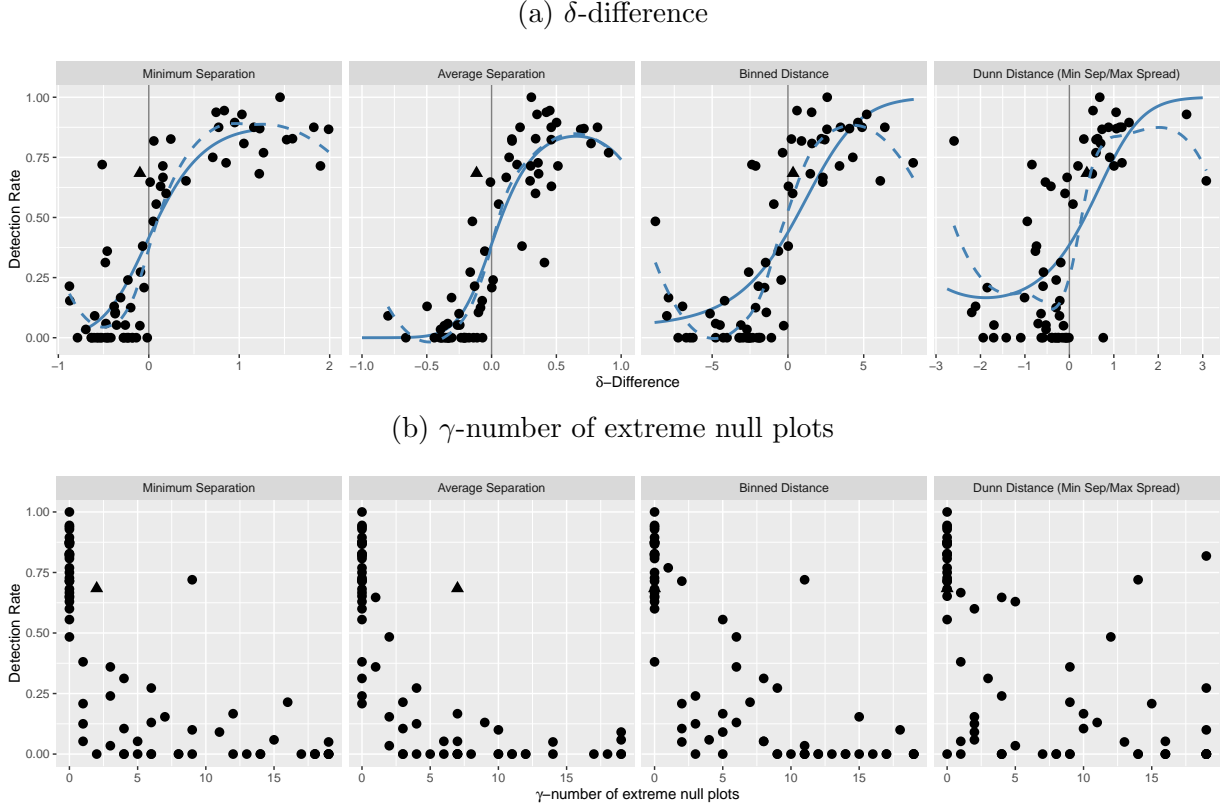 (a) δ-difference
Minimum Separation Average Separation Binned Distance Dunn Distance (Min Sep/Max Spread)
1.00
0.75
0.50
0.25
0.00
Detection Rate
−1 0 1 2 −1.0 −0.5 0.0 0.5 1.0 −5 0 5 −3 −2 −1 0 1 2 3
δ−Difference
(b) γ-number of extreme null plots
Minimum Separation Average Separation Binned Distance Dunn Distance (Min Sep/Max Spread)
1.00
0.75
0.50
0.25
0.00
Detection Rate
0 5 10 15 0 5 10 15 0 5 10 15 0 5 10 15
γ−number of extreme null plots